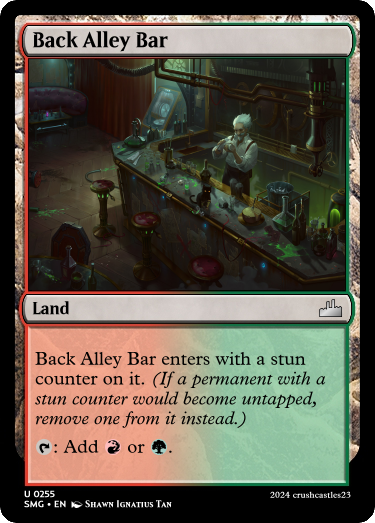 Back Alley Bar
Land
Back Alley Bar enters with a stun
counter on it. (If a permanent with a
stun counter would become untapped,
remove one from it instead.)
: Add or .
U 0255
SMG • EN Shawn Ignatius Tan
2024 crushcastles23